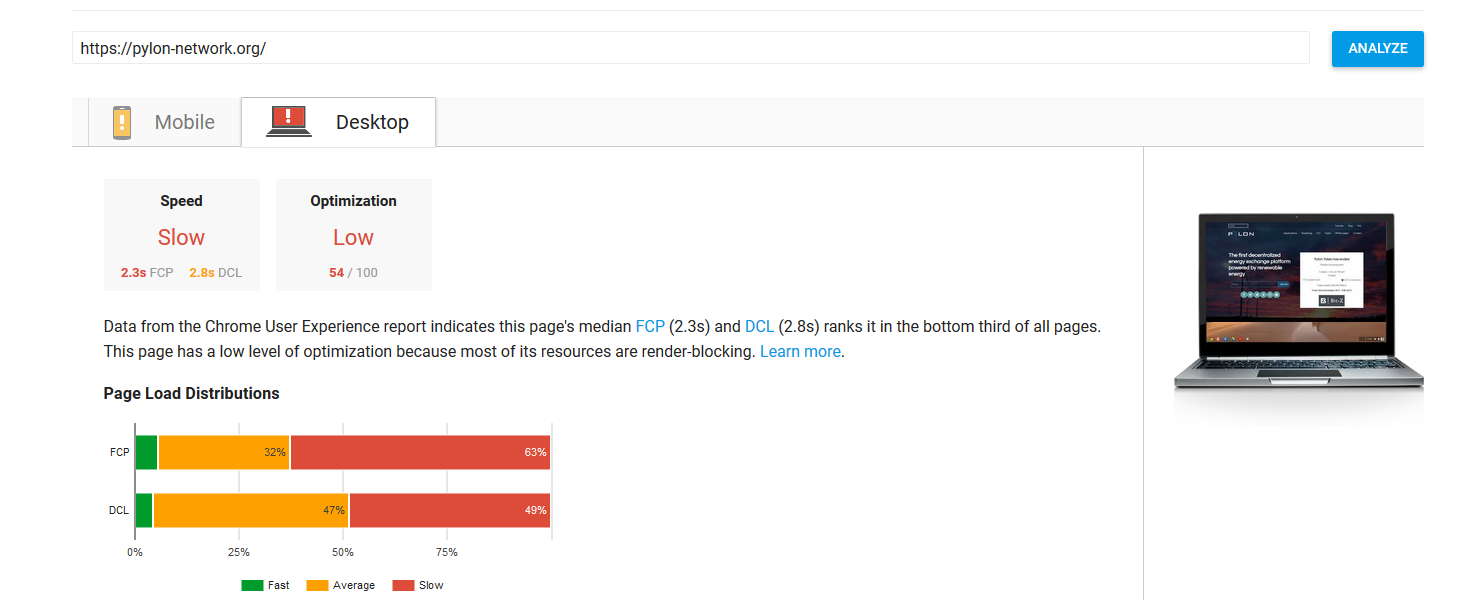 https://pylon-network.org/
ANALYZE
Mobile
Desktop
Speed
Slow
2.3s FCP 2.8s DCL
Optimization
Low
54 / 100
Data from the Chrome User Experience report indicates this page's median FCP (2.3s) and DCL (2.8s) ranks it in the bottom third of all pages.
This page has a low level of optimization because most of its resources are render-blocking. Learn more.
Page Load Distributions
FCP 32% 63%
DCL 47% 49%
0% 25% 50% 75%
Fast Average Slow
The first decentralized
energy exchange platform
powered by renewable
energy
Pylon Token has ended